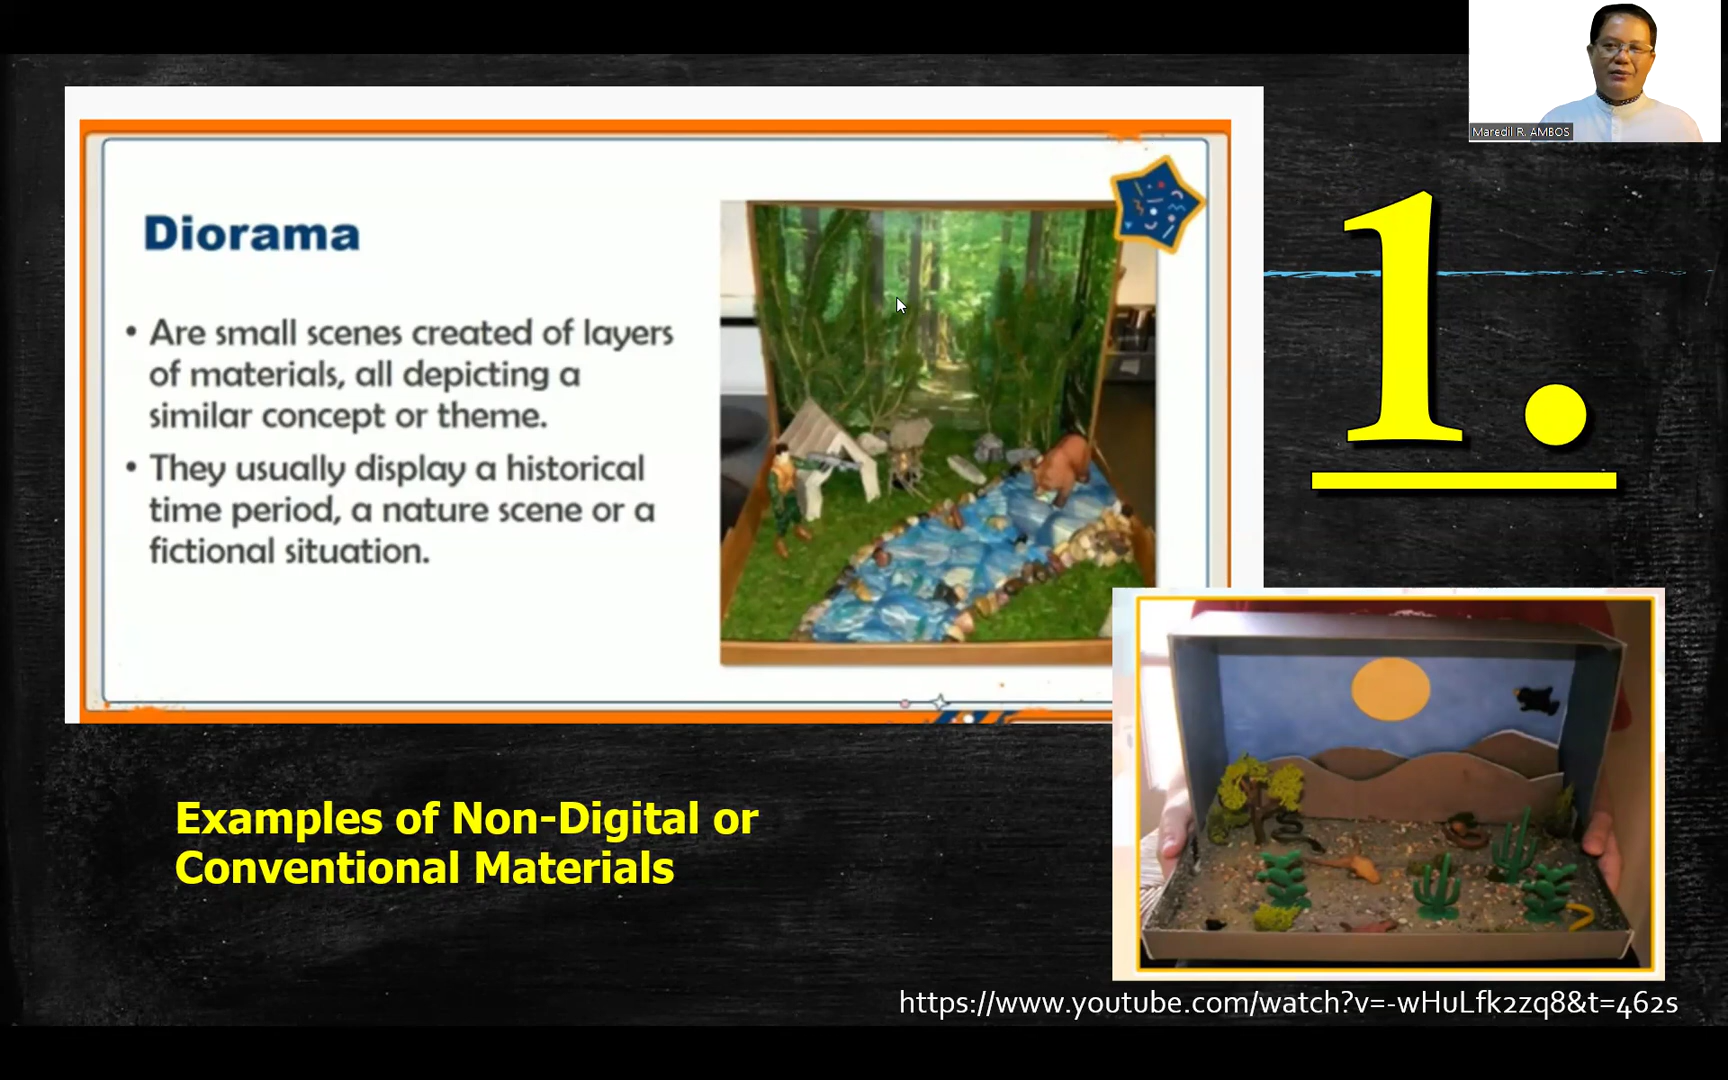 Maredil R. AMBOS
1.
Diorama
• Are small scenes created of layers
of materials, all depicting a
similar concept or theme.
• They usually display a historical
time period, a nature scene or a
fictional situation.
Examples of Non-Digital or
Conventional Materials
https://www.youtube.com/watch?v=-wHuLfk2zq8&t=462s